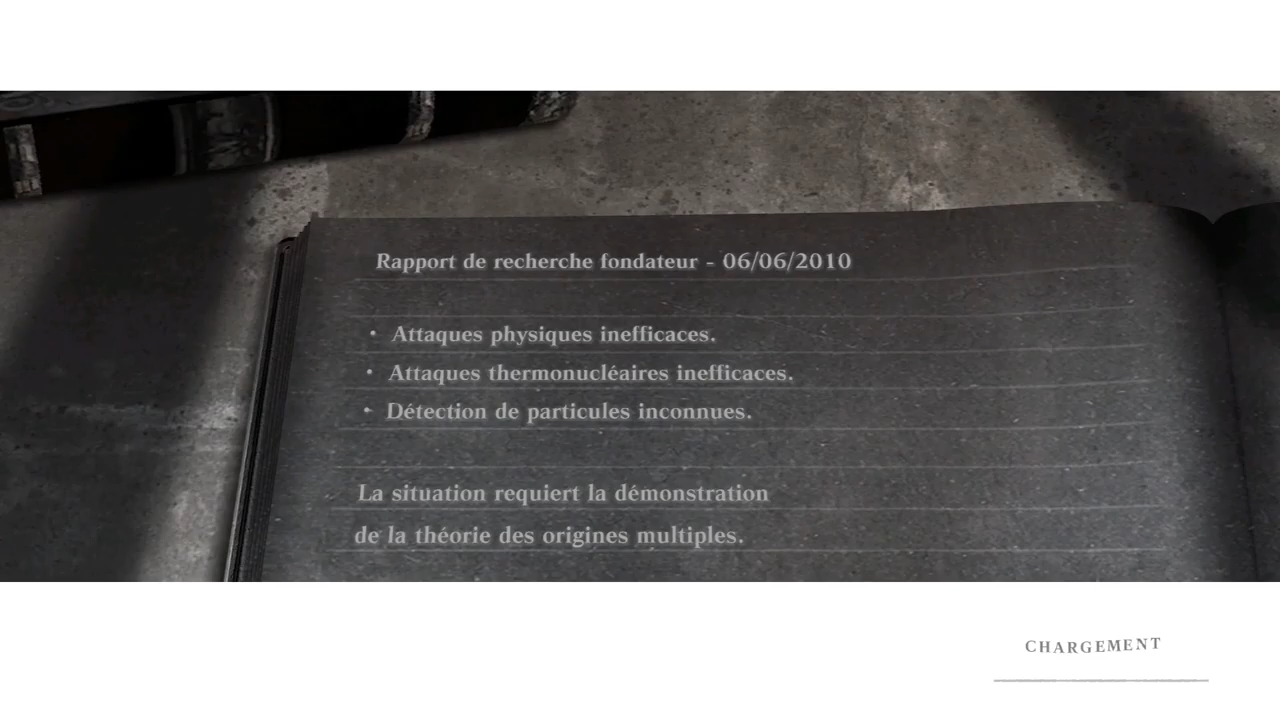 Rapport de recherche fondateur - 06/06/2010
• Attaques physiques inefficaces.
• Attaques thermonucléaires inefficaces.
• Détection de particules inconnues.
La situation requiert la démonstration
de la théorie des origines multiples.
CHARGEMENT